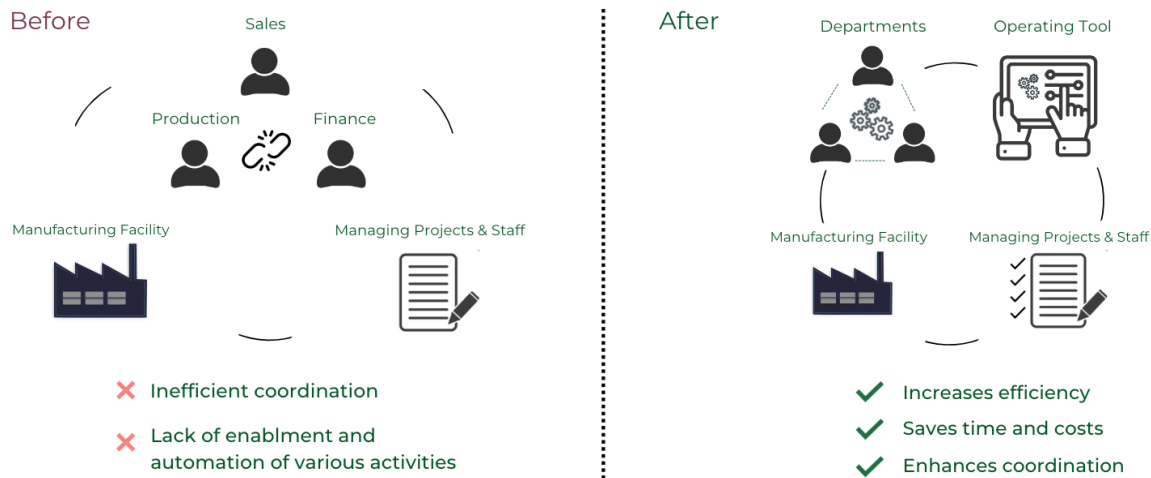 Before
Sales
Production
Finance
Manufacturing Facility
Managing Projects & Staff
Inefficient coordination
Lack of enablment and
automation of various activities
After
Departments
Operating Tool
Manufacturing Facility
Managing Projects & Staff
Increases efficiency
Saves time and costs
Enhances coordination